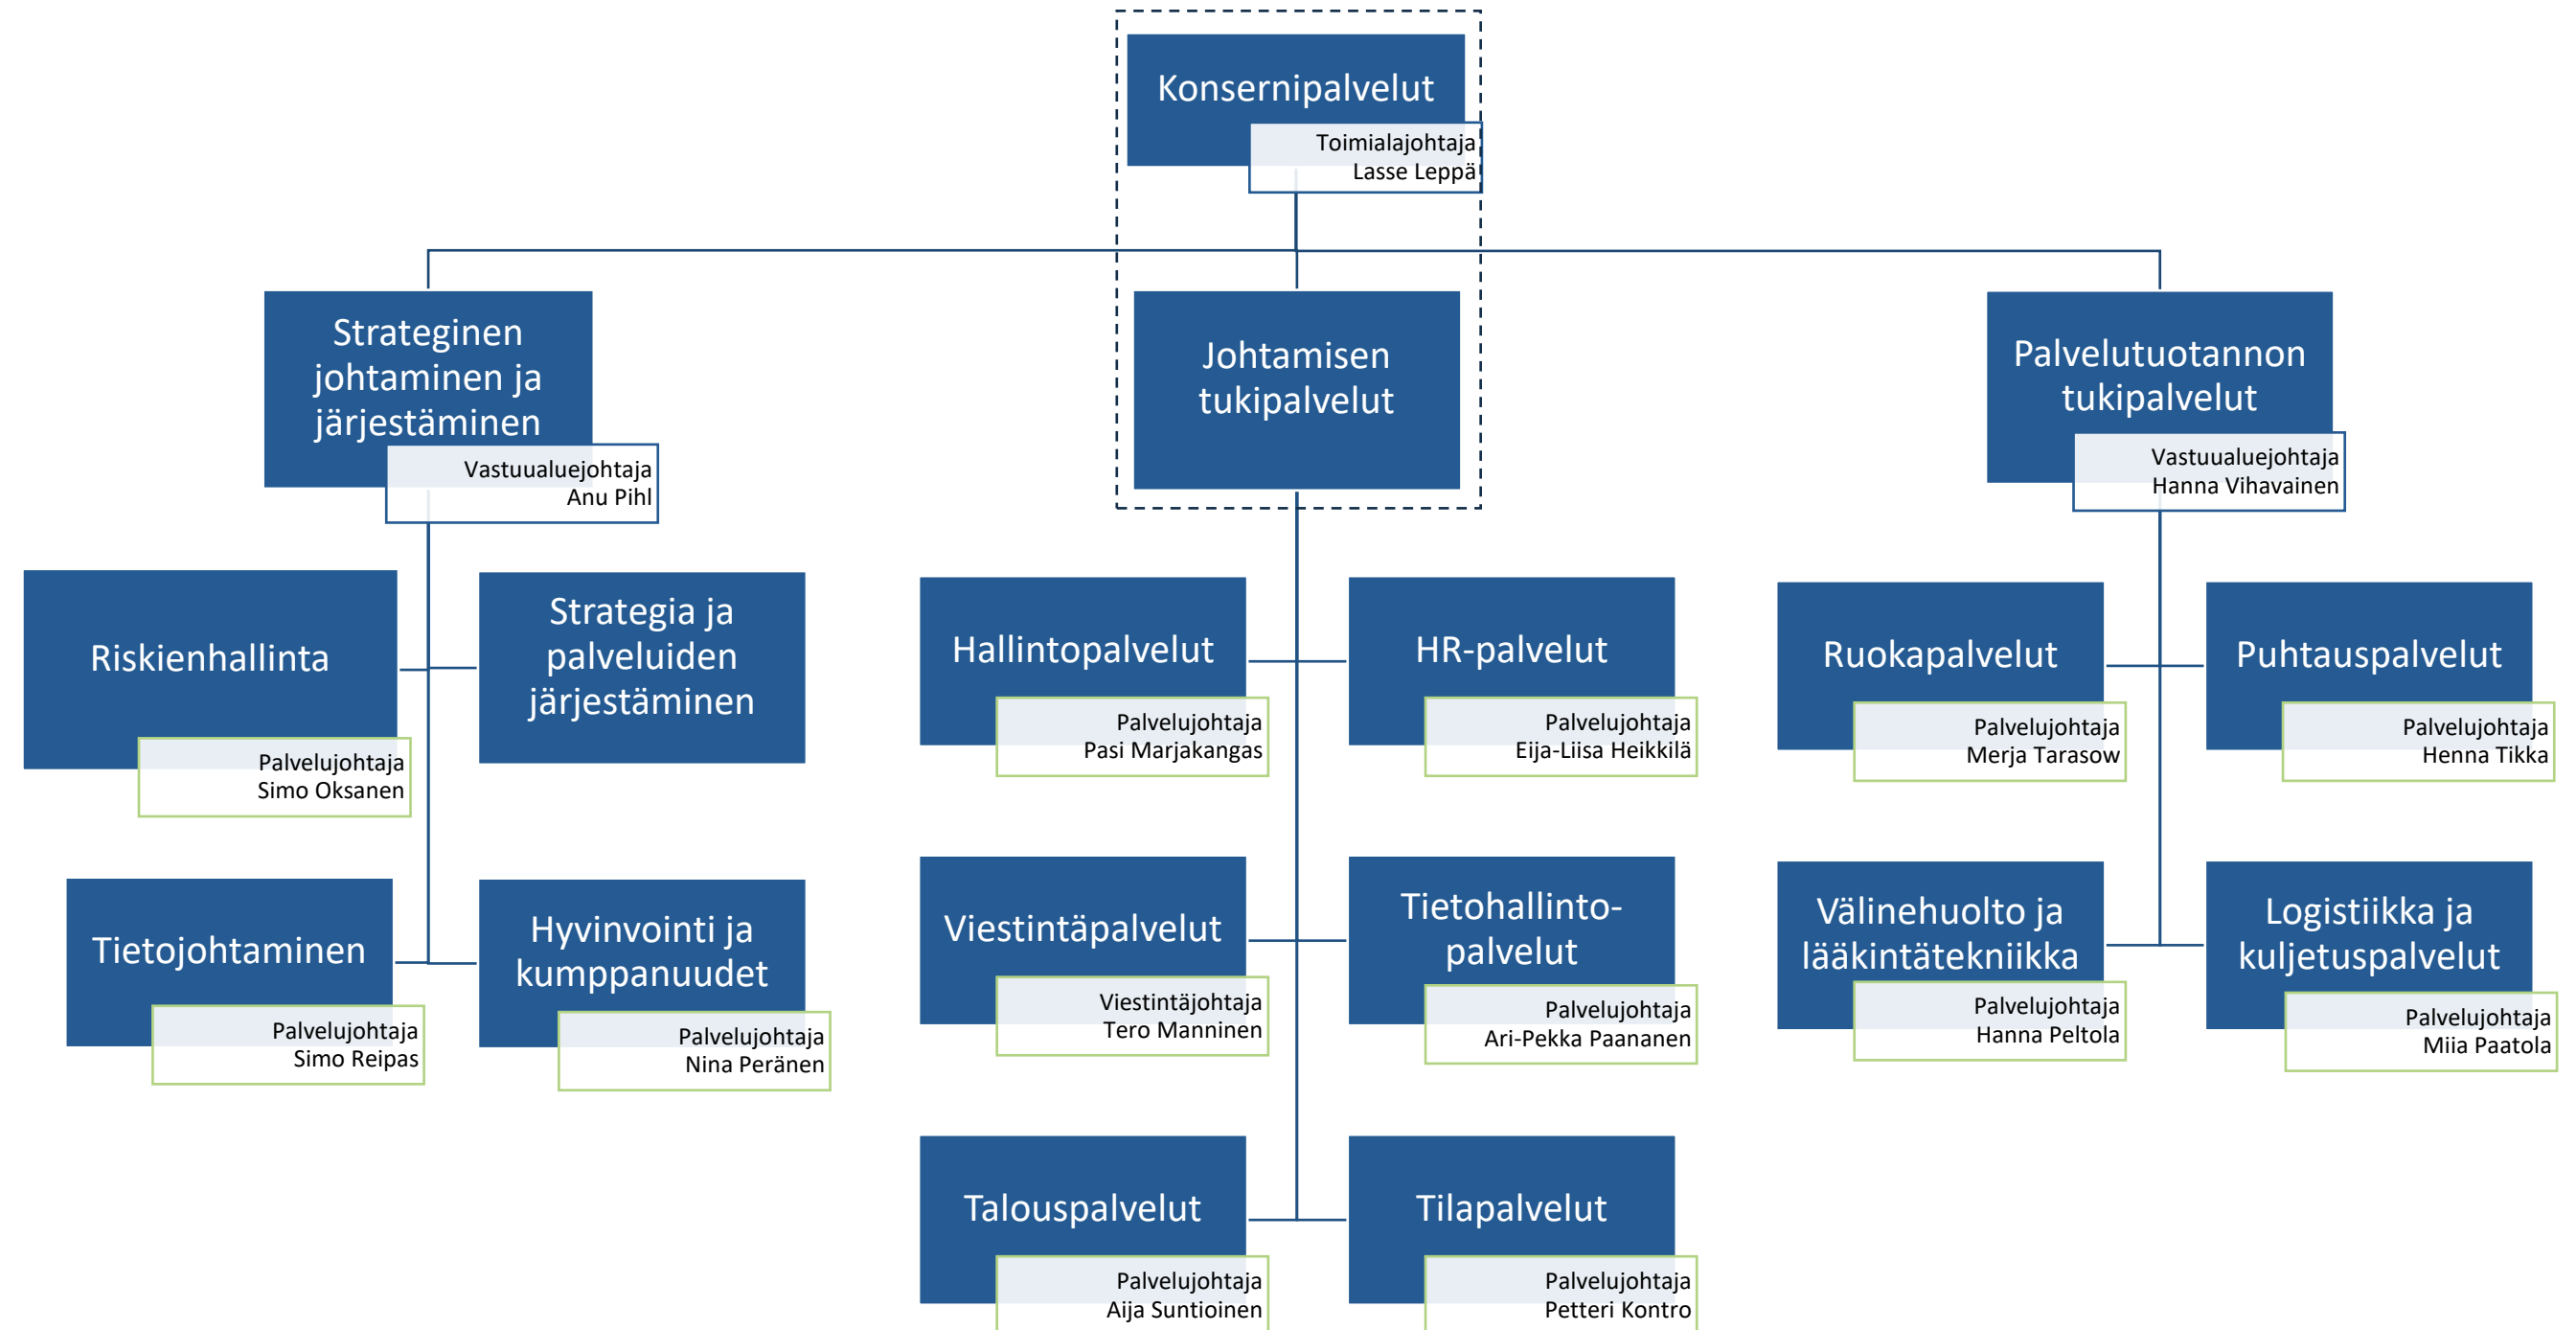 Konsernipalvelut
Toimialajohtaja
Lasse Leppä
Strateginen
johtaminen ja
järjestäminen
Vastuualuejohtaja
Anu Pihl
Johtamisen
tukipalvelut
Palvelutuotannon
tukipalvelut
Vastuualuejohtaja
Hanna Vihavainen
Riskienhallinta
Palvelujohtaja
Simo Oksanen
Strategia ja
palveluiden
järjestäminen
Tietojohtaminen
Palvelujohtaja
Simo Reipas
Hyvinvointi ja
kumppanuudet
Palvelujohtaja
Nina Peränen
Hallintopalvelut
Palvelujohtaja
Pasi Marjakangas
HR-palvelut
Palvelujohtaja
Eija-Liisa Heikkilä
Viestintäpalvelut
Viestintäjohtaja
Tero Manninen
Tietohallinto-
palvelut
Palvelujohtaja
Ari-Pekka Paananen
Talouspalvelut
Palvelujohtaja
Aija Suntioinen
Tilapalvelut
Palvelujohtaja
Petteri Kontro
Ruokapalvelut
Palvelujohtaja
Merja Tarasow
Puhtauspalvelut
Palvelujohtaja
Henna Tikka
Välinehuolto ja
lääkintätekniikka
Palvelujohtaja
Hanna Peltola
Logistiikka ja
kuljetuspalvelut
Palvelujohtaja
Miia Paatola